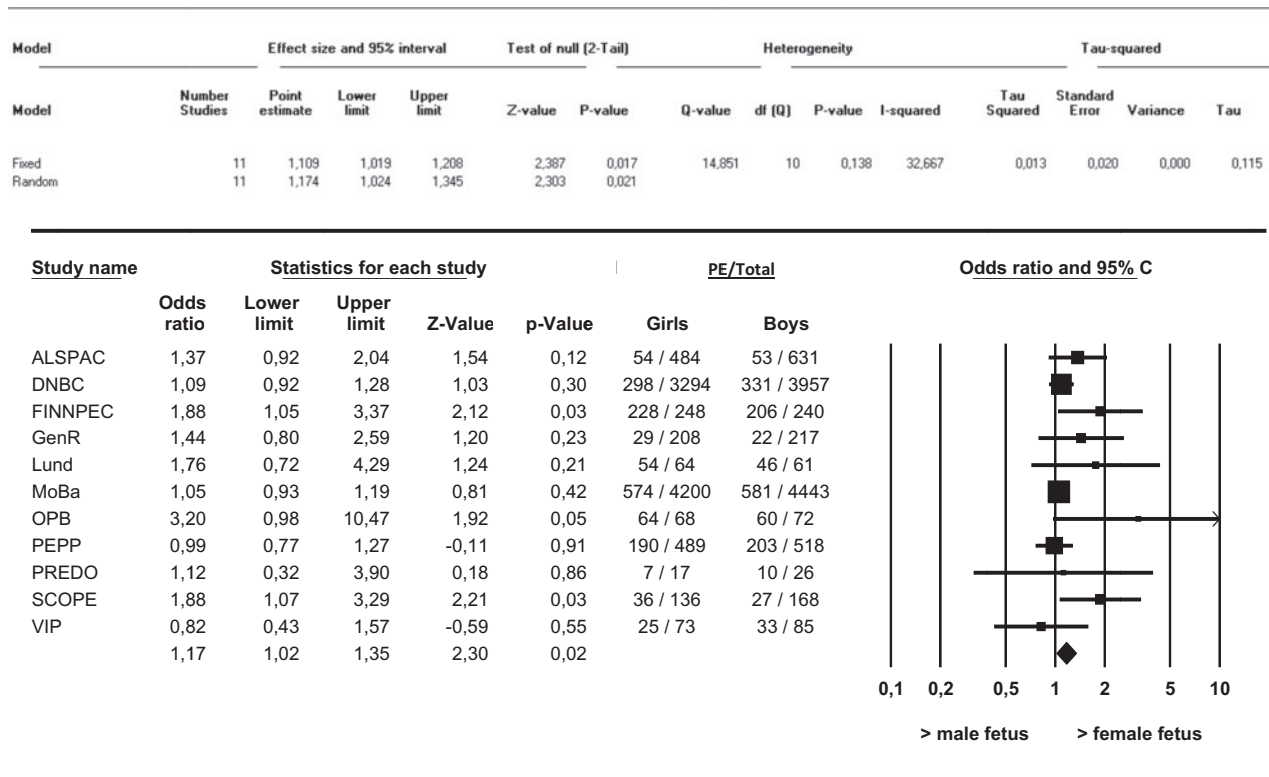 Model Effect size and 95% interval Test of null (2-Tail) Heterogeneity Tau-squared
Model Number Studies Point estimate Lower limit Upper limit Z-value P-value Q-value df (Q) P-value I-squared Tau Squared Standard Error Variance Tau
Fixed 11 1,109 1,019 1,208 2,387 0,017 14,851 10 0,138 32,667 0,013 0,020 0,000 0,115
Random 11 1,174 1,024 1,345 2,303 0,021
Study name Statistics for each study PE/Total Odds ratio and 95% C
Odds ratio Lower limit Upper limit Z-Value p-Value Girls Boys
ALSPAC 1,37 0,92 2,04 1,54 0,12 54 / 484 53 / 631
DNBC 1,09 0,92 1,28 1,03 0,30 298 / 3294 331 / 3957
FINNPEC 1,88 1,05 3,37 2,12 0,03 228 / 248 206 / 240
GenR 1,44 0,80 2,59 1,20 0,23 29 / 208 22 / 217
Lund 1,76 0,72 4,29 1,24 0,21 54 / 64 46 / 61
MoBa 1,05 0,93 1,19 0,81 0,42 574 / 4200 581 / 4443
OPB 3,20 0,98 10,47 1,92 0,05 64 / 68 60 / 72
PEPP 0,99 0,77 1,27 -0,11 0,91 190 / 489 203 / 518
PREDO 1,12 0,32 3,90 0,18 0,86 7 / 17 10 / 26
SCOPE 1,88 1,07 3,29 2,21 0,03 36 / 136 27 / 168
VIP 0,82 0,43 1,57 -0,59 0,55 25 / 73 33 / 85
1,17 1,02 1,35 2,30 0,02
0,1 0,2 0,5 1 2 5 10
> male fetus > female fetus